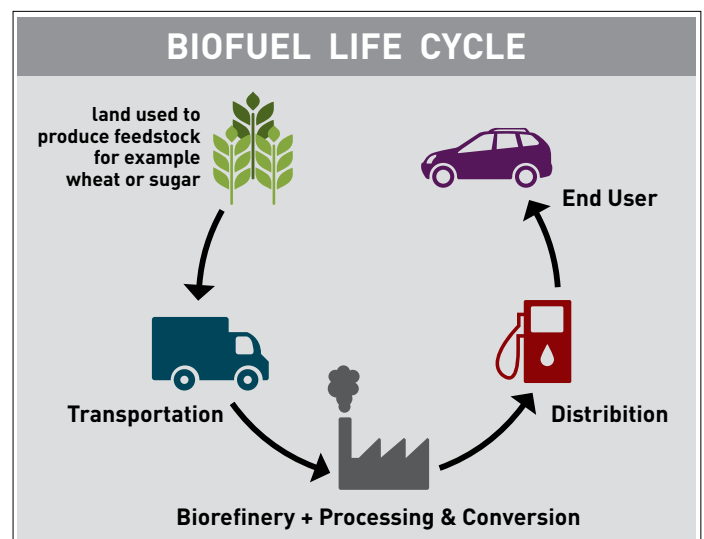 BIOFUEL LIFE CYCLE
land used to
produce feedstock
for example
wheat or sugar
End User
Transportation
Distribition
Biorefinery + Processing & Conversion